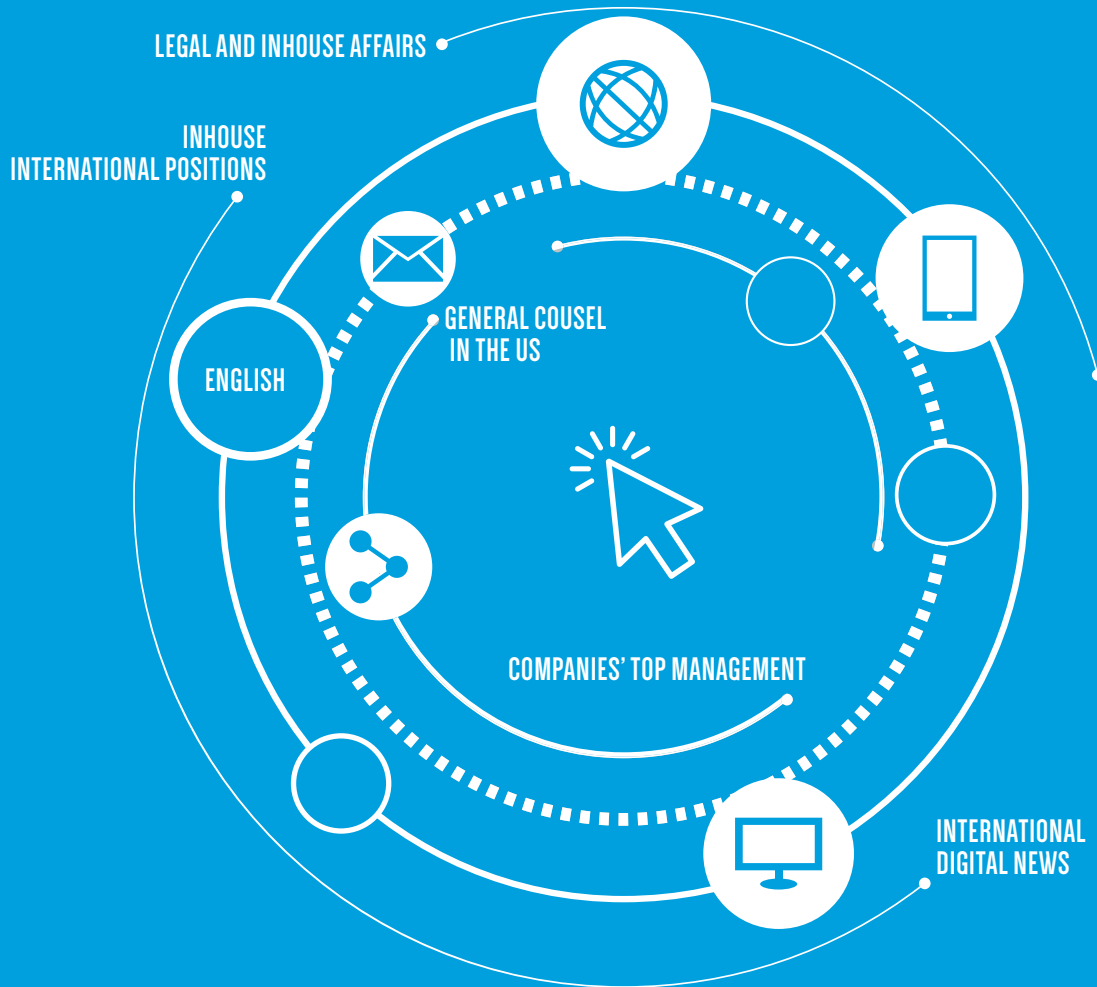 LEGAL AND INHOUSE AFFAIRS
INHOUSE
INTERNATIONAL POSITIONS
GENERAL COUSEL
IN THE US
ENGLISH
COMPANIES' TOP MANAGEMENT
INTERNATIONAL
DIGITAL NEWS